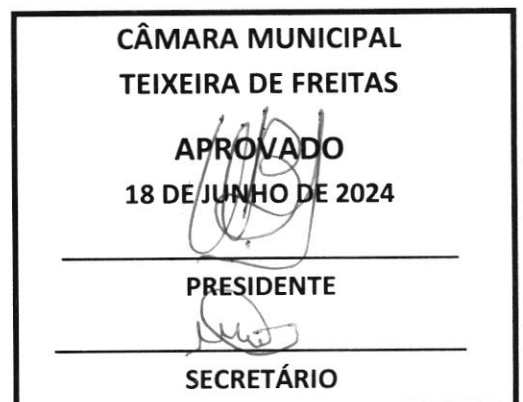 CÂMARA MUNICIPAL
TEIXEIRA DE FREITAS
APROVADO
18 DE JUNHO DE 2024
PRESIDENTE
SECRETÁRIO